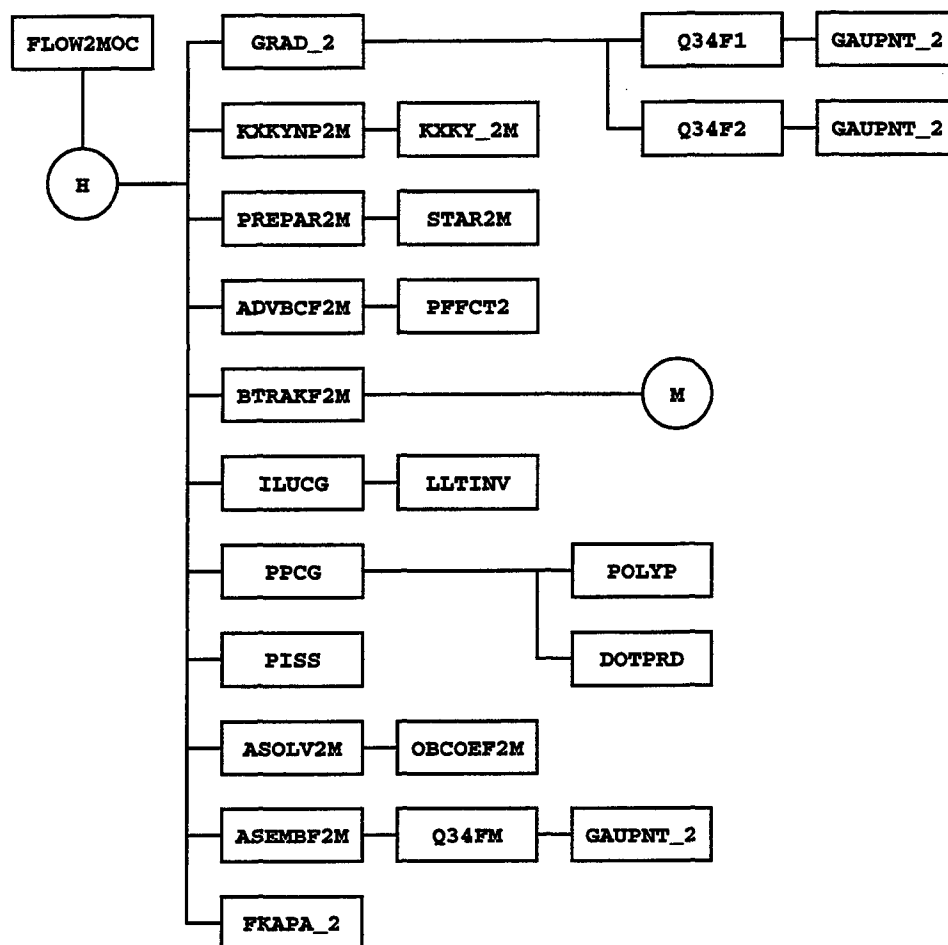 FLOW2MOC
GRAD_2
Q34F1
GAUPNT_2
KXKYNP2M
KXKY_2M
Q34F2
GAUPNT_2
H
PREPAR2M
STAR2M
ADVBCF2M
PFFCT2
BTRAKF2M
M
ILUCG
LLTINV
PPCG
POLYP
PISS
DOTPRD
ASOLV2M
OBCOEF2M
ASEMBF2M
Q34FM
GAUPNT_2
FKAPA_2